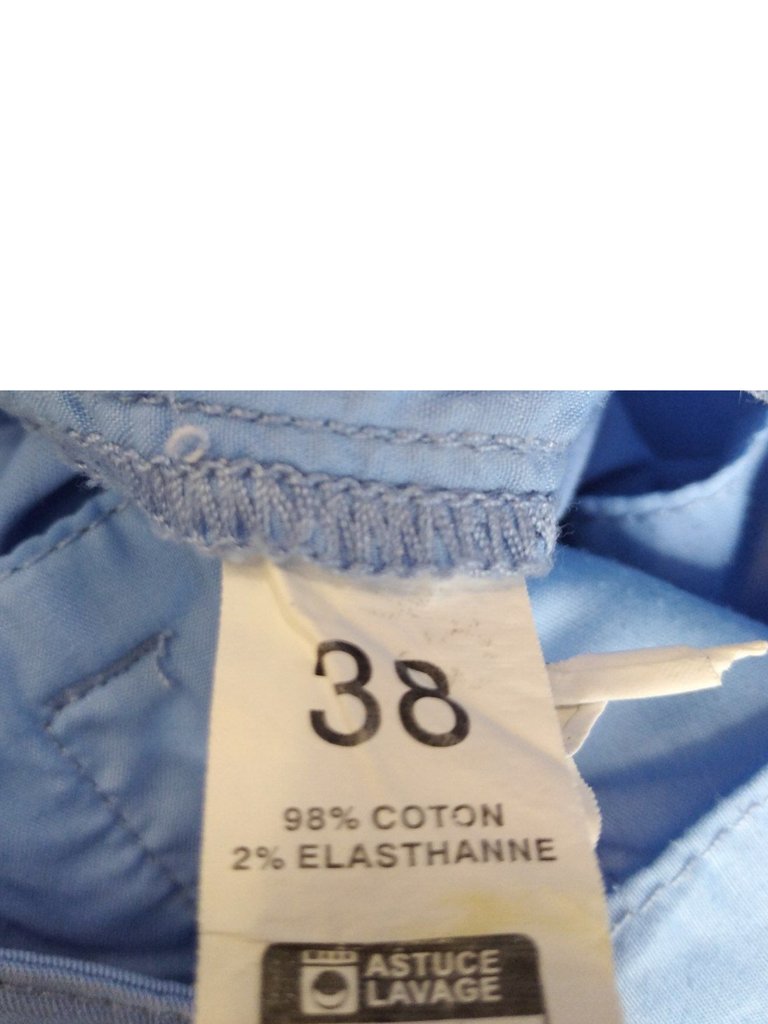 38
98% COTON
2% ELASTHANNE
ASTUCE
LAVAGE